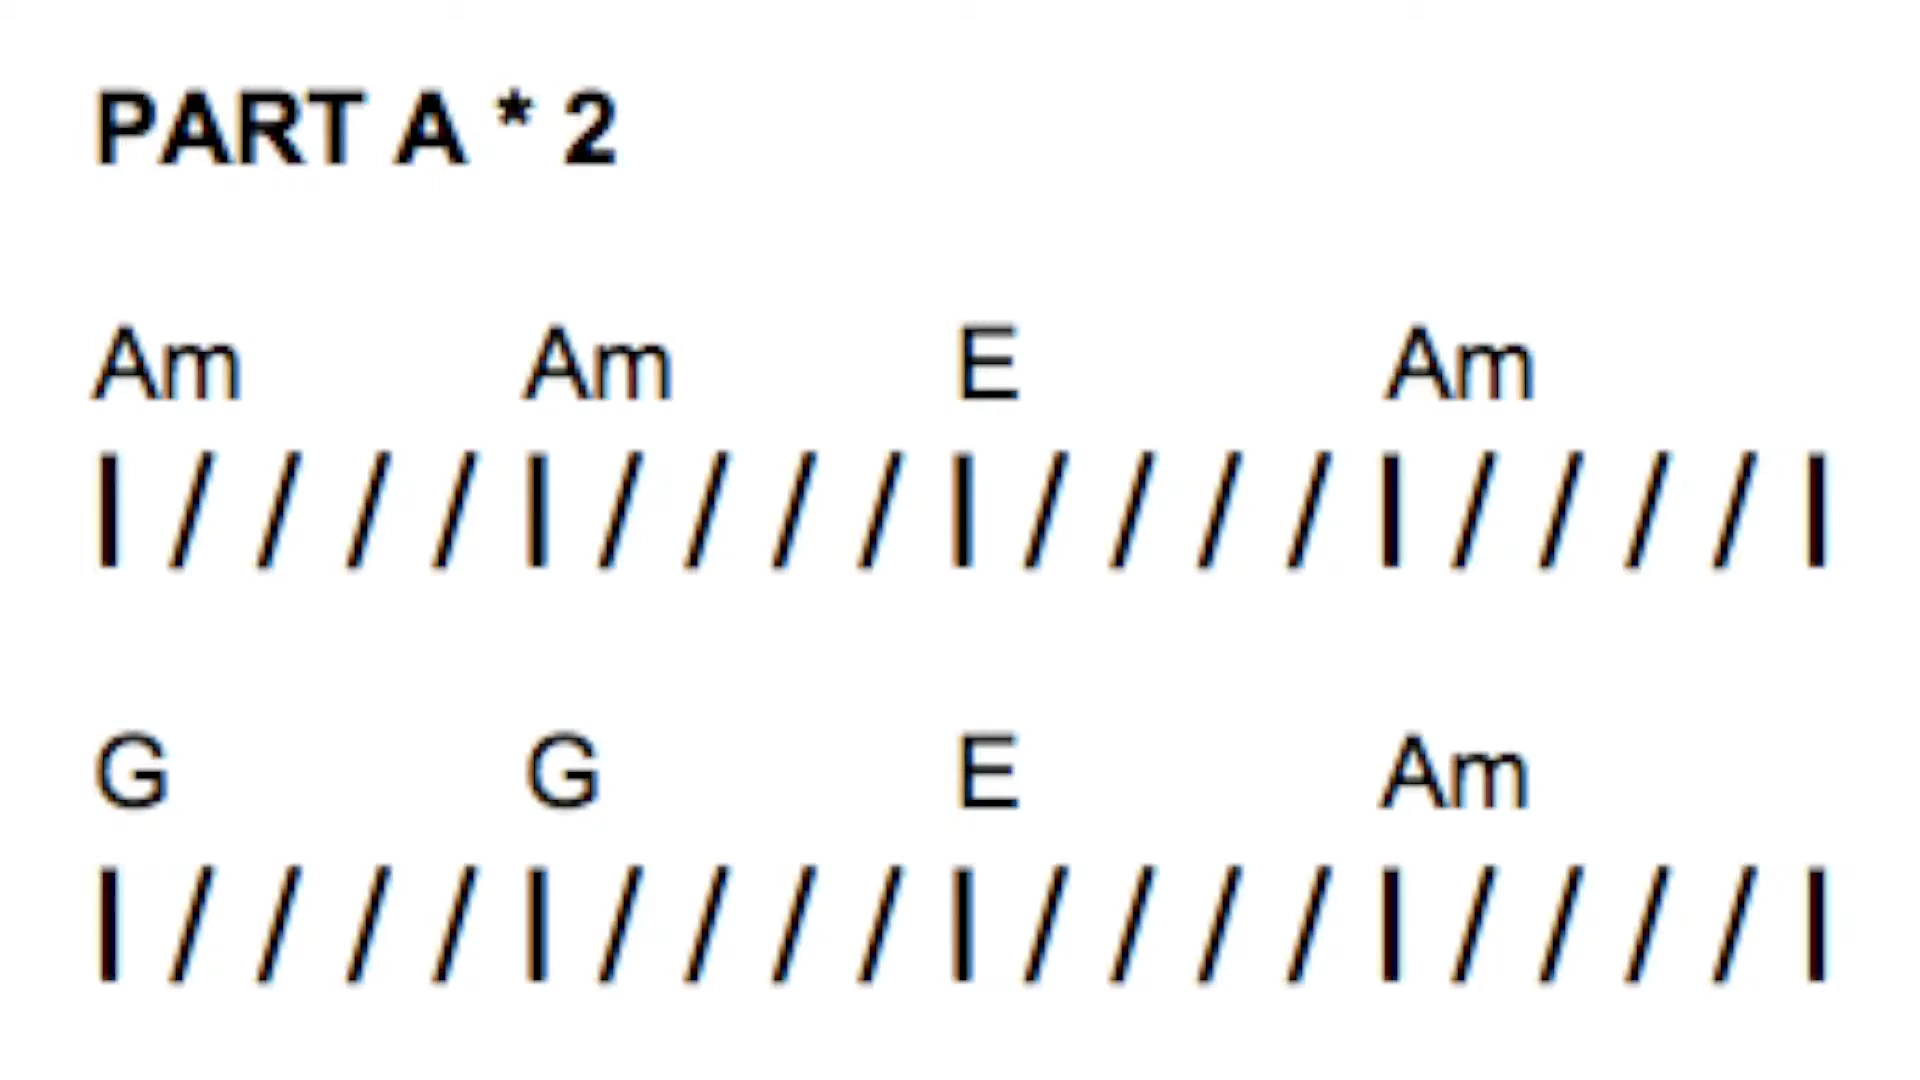 PART A * 2
Am Am E Am
| / / / / | / / / / | / / / / | / / / / |
G G E Am
| / / / / | / / / / | / / / / | / / / / |